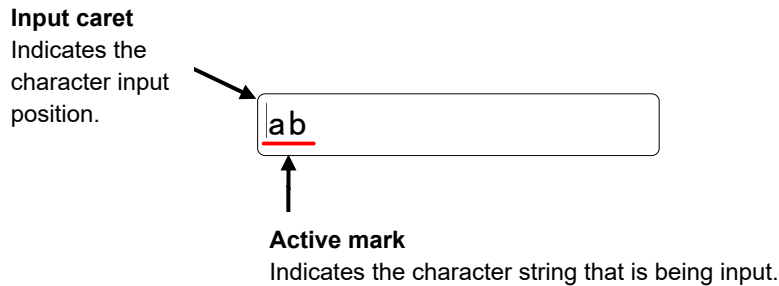 Input caret
Indicates the
character input
position.
ab
Active mark
Indicates the character string that is being input.